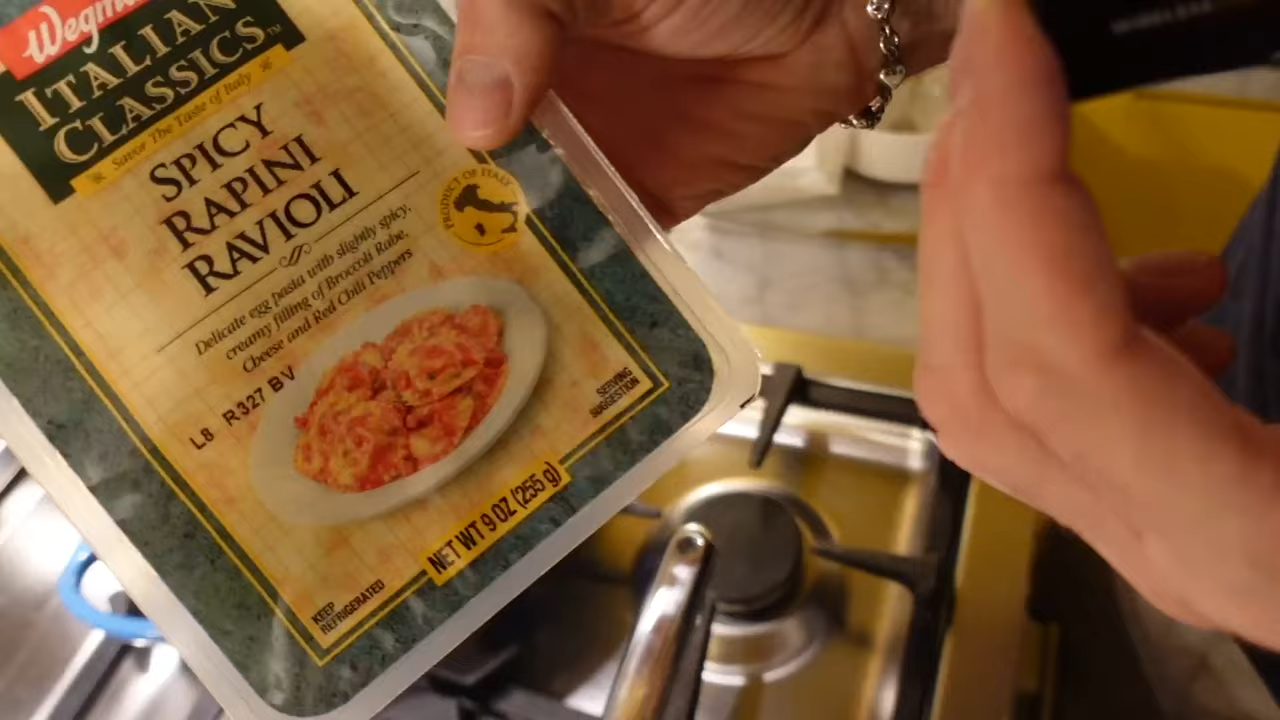 Wegm
ITALIAN
CLASSICS™
Savor The Taste of Italy
SPICY
RAPINI
RAVIOLI
PRODUCT OF ITALY
Delicate egg pasta with slightly spicy,
creamy filling of Broccoli Rabe,
Cheese and Red Chili Peppers
L8 R327 BV
SERVING
SUGGESTION
NET WT 9 OZ (255 g)
KEEP
REFRIGERATED